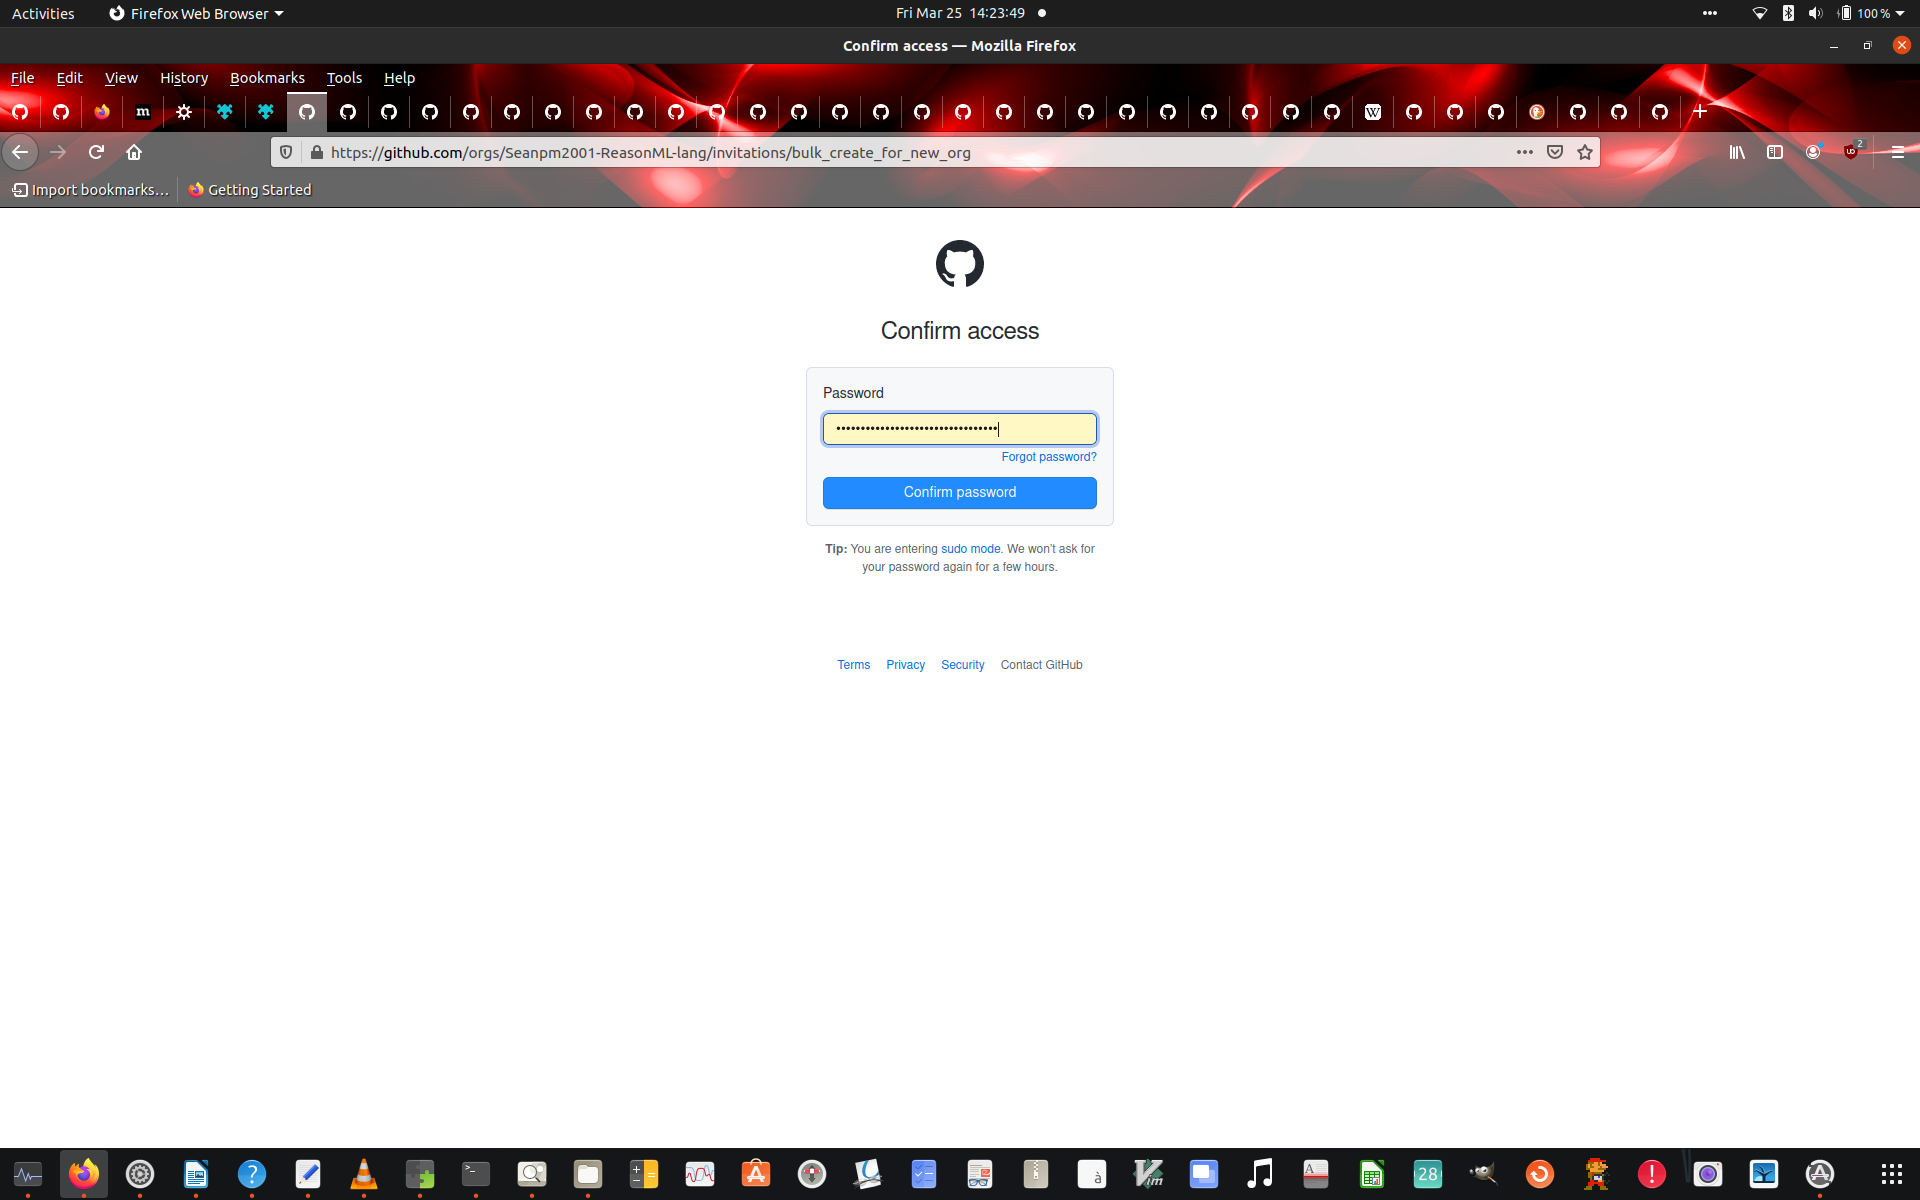 Activities
Firefox Web Browser
Fri Mar 25 14:23:49
100 %
Confirm access — Mozilla Firefox
File Edit View History Bookmarks Tools Help
m
W
https://github.com/orgs/Seanpm2001-ReasonML-lang/invitations/bulk_create_for_new_org
2
Import bookmarks...
Getting Started
Confirm access
Password
Forgot password?
Confirm password
Tip: You are entering sudo mode. We won't ask for
your password again for a few hours.
Terms Privacy Security Contact GitHub
28